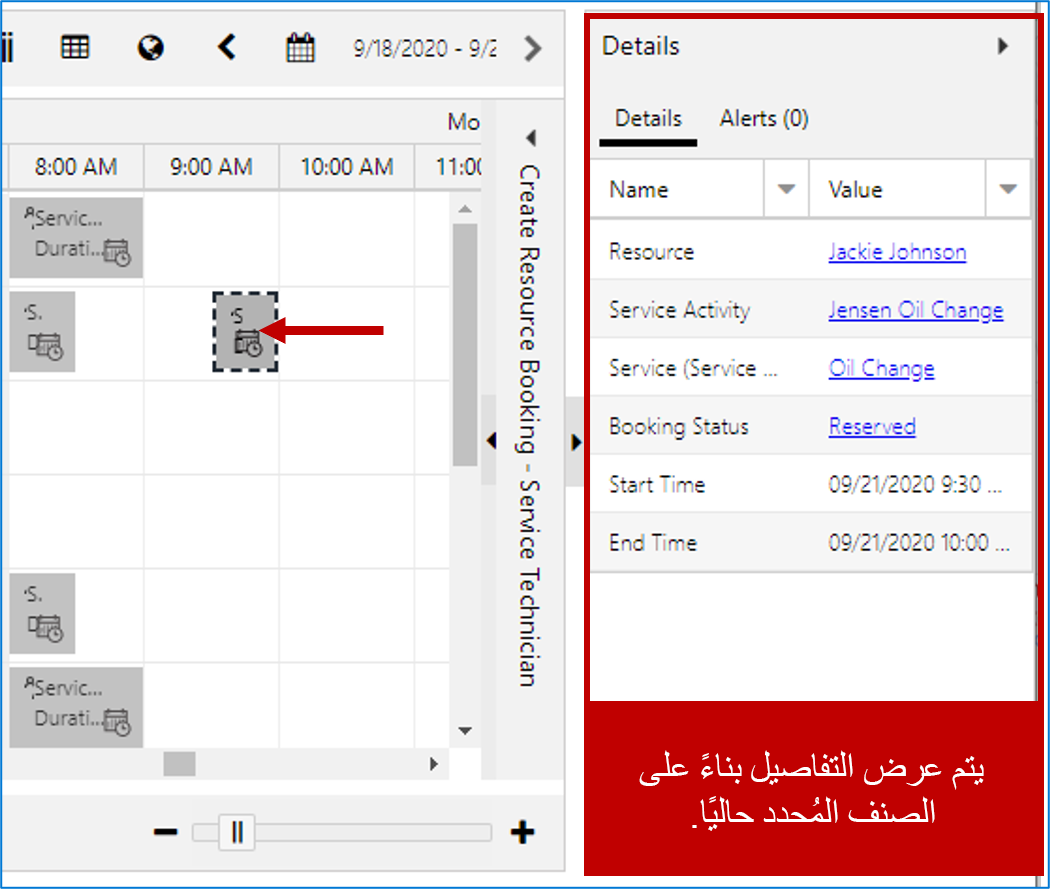 9/18/2020 - 9/2
Mo
8:00 AM
9:00 AM
10:00 AM
11:00
Servic...
Durati...
S.
S
S.
Servic...
Durati...
Create Resource Booking - Service Technician
Details
Details
Alerts (0)
Name
Value
Resource
Jackie Johnson
Service Activity
Jensen Oil Change
Service (Service ...
Oil Change
Booking Status
Reserved
Start Time
09/21/2020 9:30 ...
End Time
09/21/2020 10:00 ...
يتم عرض التفاصيل بناءً على
الصنف المُحدد حاليًا.